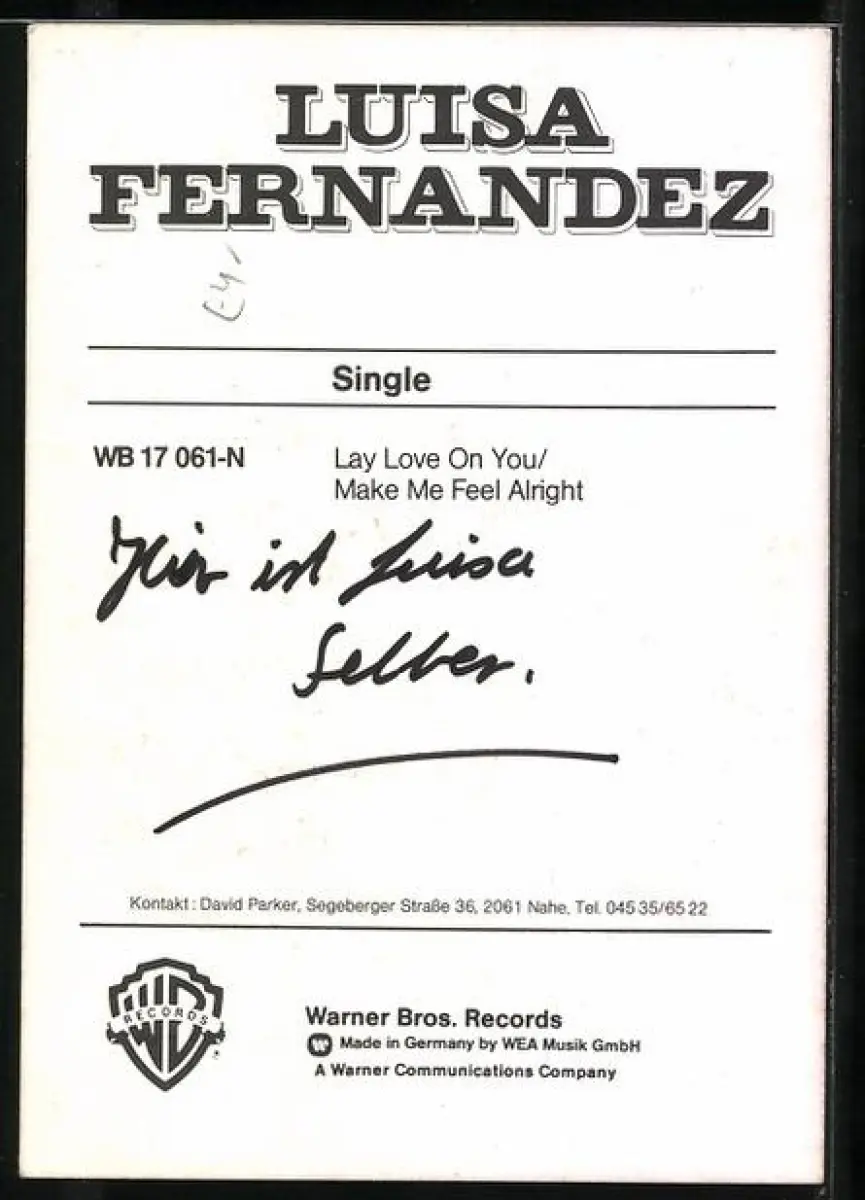 LUISA
FERNANDEZ
Single
WB 17 061-N Lay Love On You/
Make Me Feel Alright
Hier ist Luisa
Selber.
Kontakt: David Parker, Segeberger Straße 36, 2061 Nahe, Tel. 045 35/65 22
WB
RECORDS
Warner Bros. Records
Made in Germany by WEA Musik GmbH
A Warner Communications Company